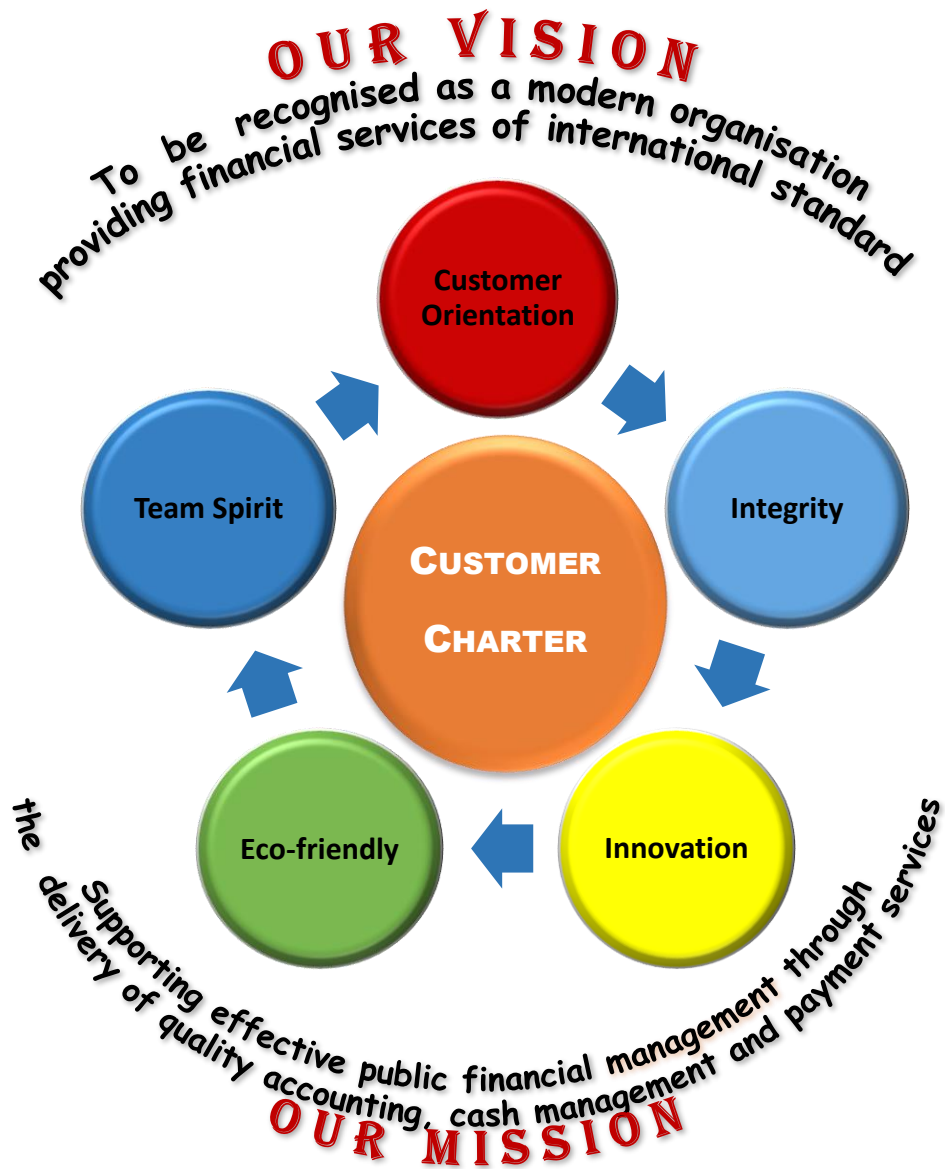 OUR VISION
To be recognised as a modern organisation
providing financial services of international standard
Customer
Orientation
Team Spirit
Integrity
CUSTOMER
CHARTER
Eco-friendly
Innovation
Supporting effective public financial management through
the delivery of quality accounting, cash management and payment services
OUR MISSION